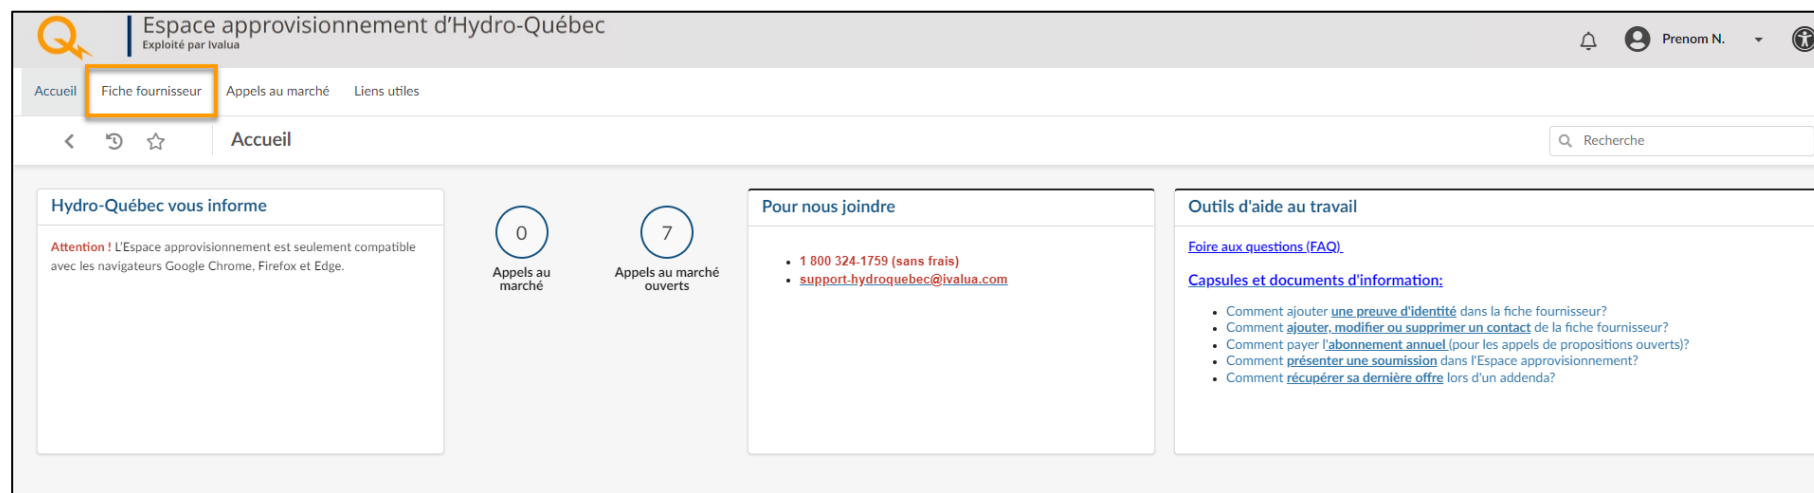 Espace approvisionnement d'Hydro-Québec
Exploité par Ivalua
Prenom N.
Accueil
Fiche fournisseur
Appels au marché
Liens utiles
Accueil
Recherche
Hydro-Québec vous informe
Attention ! L'Espace approvisionnement est seulement compatible
avec les navigateurs Google Chrome, Firefox et Edge.
0
Appels au
marché
7
Appels au marché
ouverts
Pour nous joindre
1 800 324-1759 (sans frais)
support-hydroquebec@ivalua.com
Outils d'aide au travail
Foire aux questions (FAQ)
Capsules et documents d'information:
Comment ajouter une preuve d'identité dans la fiche fournisseur?
Comment ajouter, modifier ou supprimer un contact de la fiche fournisseur?
Comment payer l'abonnement annuel (pour les appels de propositions ouverts)?
Comment présenter une soumission dans l'Espace approvisionnement?
Comment récupérer sa dernière offre lors d'un addenda?